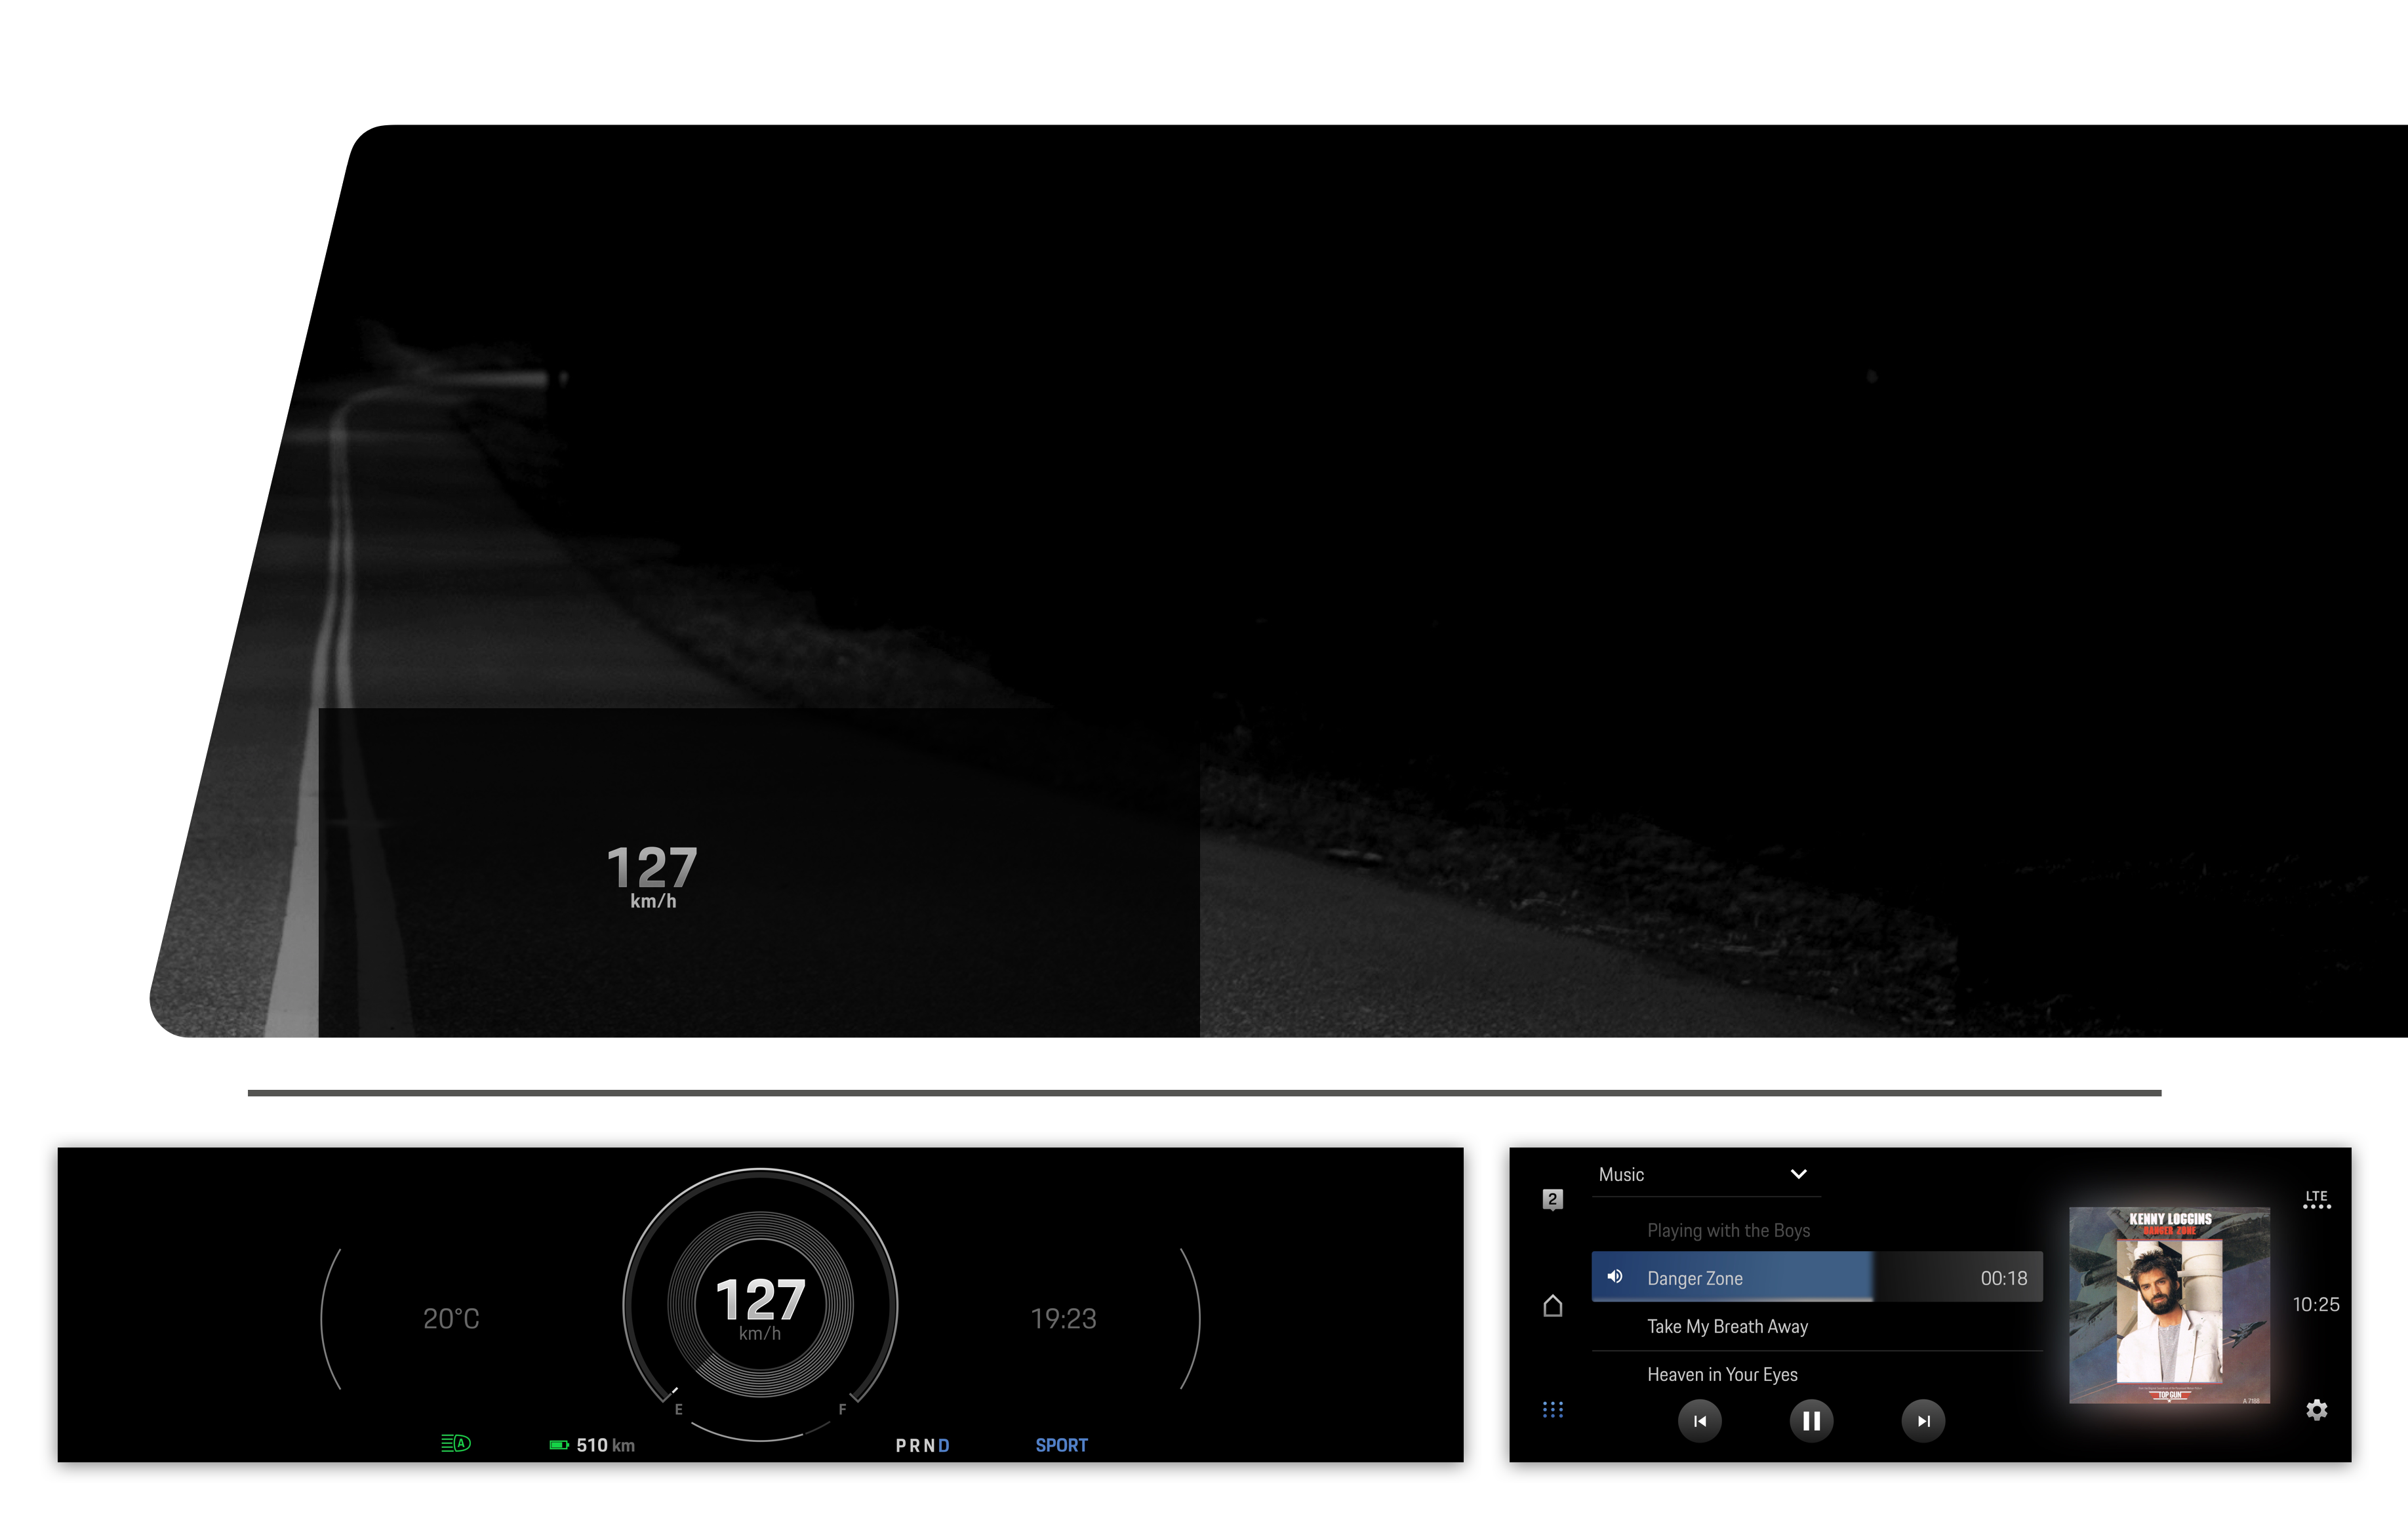 127
km/h
20°C
127
km/h
19:23
E
F
A
510 km
PRND
SPORT
2
Music
Playing with the Boys
Danger Zone
00:18
Take My Breath Away
Heaven in Your Eyes
KENNY LOGGINS
DANGER ZONE
TOP GUN
A 7188
LTE
10:25